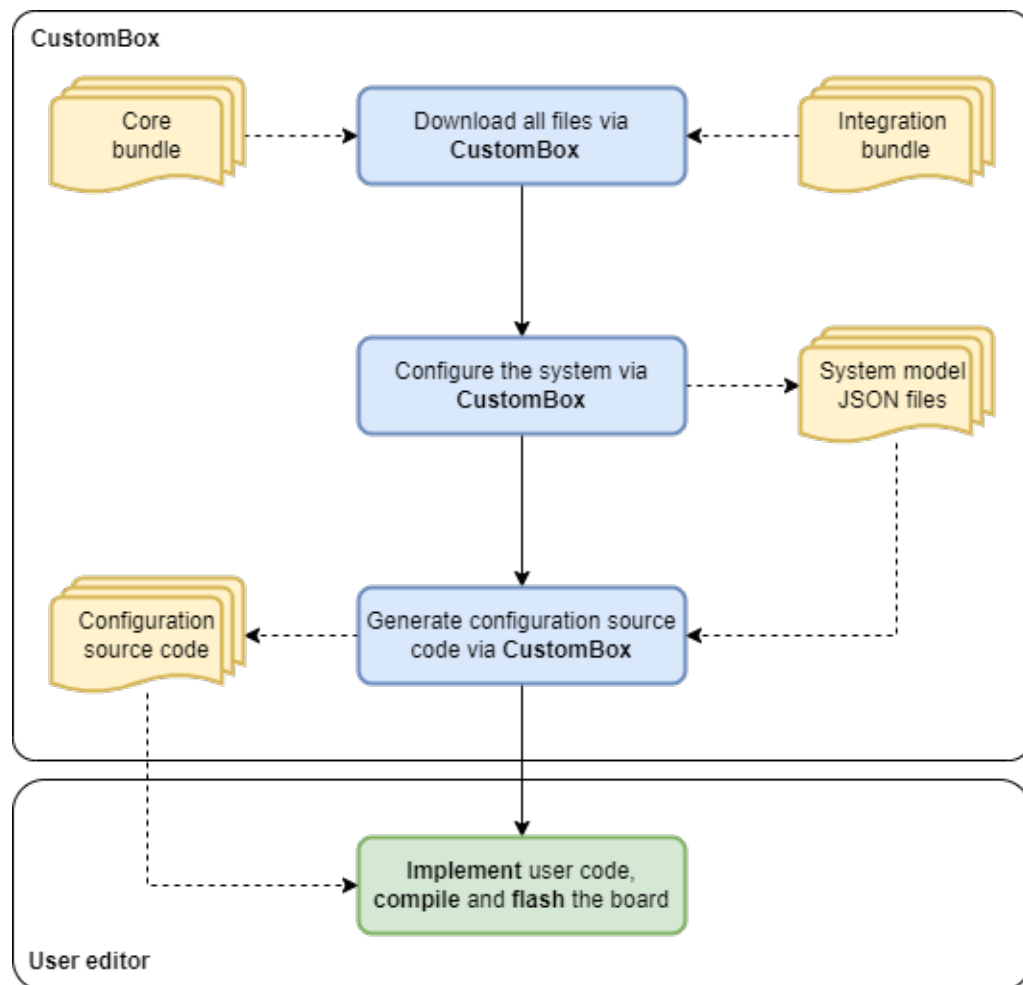 CustomBox
Core
bundle
Download all files via
CustomBox
Integration
bundle
Configure the system via
CustomBox
System model
JSON files
Configuration
source code
Generate configuration source
code via CustomBox
Implement user code,
compile and flash the board
User editor